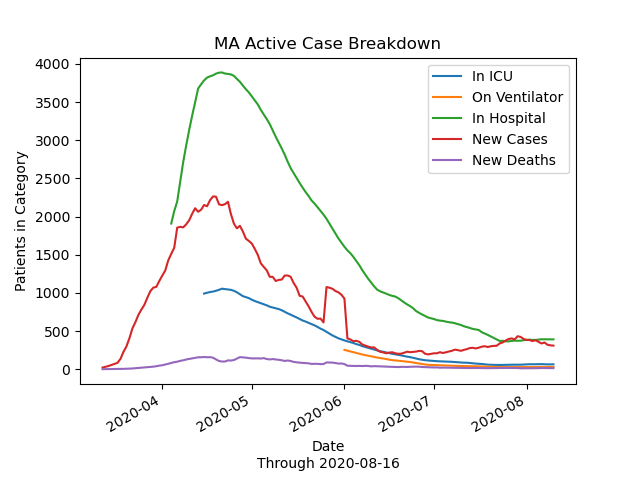 MA Active Case Breakdown
Patients in Category
4000
3500
3000
2500
2000
1500
1000
500
0
In ICU
On Ventilator
In Hospital
New Cases
New Deaths
2020-04
2020-05
2020-06
2020-07
2020-08
Date
Through 2020-08-16